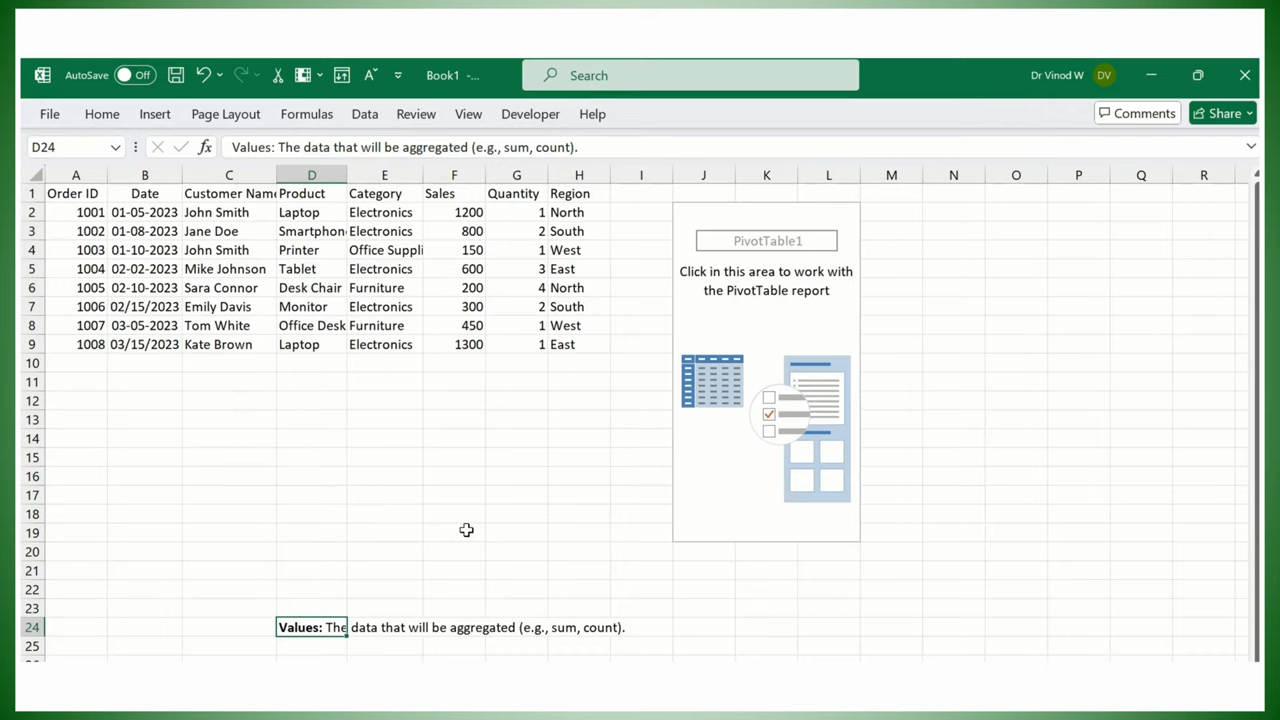 AutoSave Off Book1 -... Search Dr Vinod W DV
File Home Insert Page Layout Formulas Data Review View Developer Help Comments Share
D24 fx Values: The data that will be aggregated (e.g., sum, count).
A B C D E F G H I J K L M N O P Q R
1 Order ID Date Customer Name Product Category Sales Quantity Region
2 1001 01-05-2023 John Smith Laptop Electronics 1200 1 North
3 1002 01-08-2023 Jane Doe Smartphon Electronics 800 2 South
4 1003 01-10-2023 John Smith Printer Office Suppli 150 1 West
5 1004 02-02-2023 Mike Johnson Tablet Electronics 600 3 East
6 1005 02-10-2023 Sara Connor Desk Chair Furniture 200 4 North
7 1006 02/15/2023 Emily Davis Monitor Electronics 300 2 South
8 1007 03-05-2023 Tom White Office Desk Furniture 450 1 West
9 1008 03/15/2023 Kate Brown Laptop Electronics 1300 1 East
10
11
12
13
14
15
16
17
18
19
20
21
22
23
24 Values: The data that will be aggregated (e.g., sum, count).
25
PivotTable1
Click in this area to work with
the PivotTable report